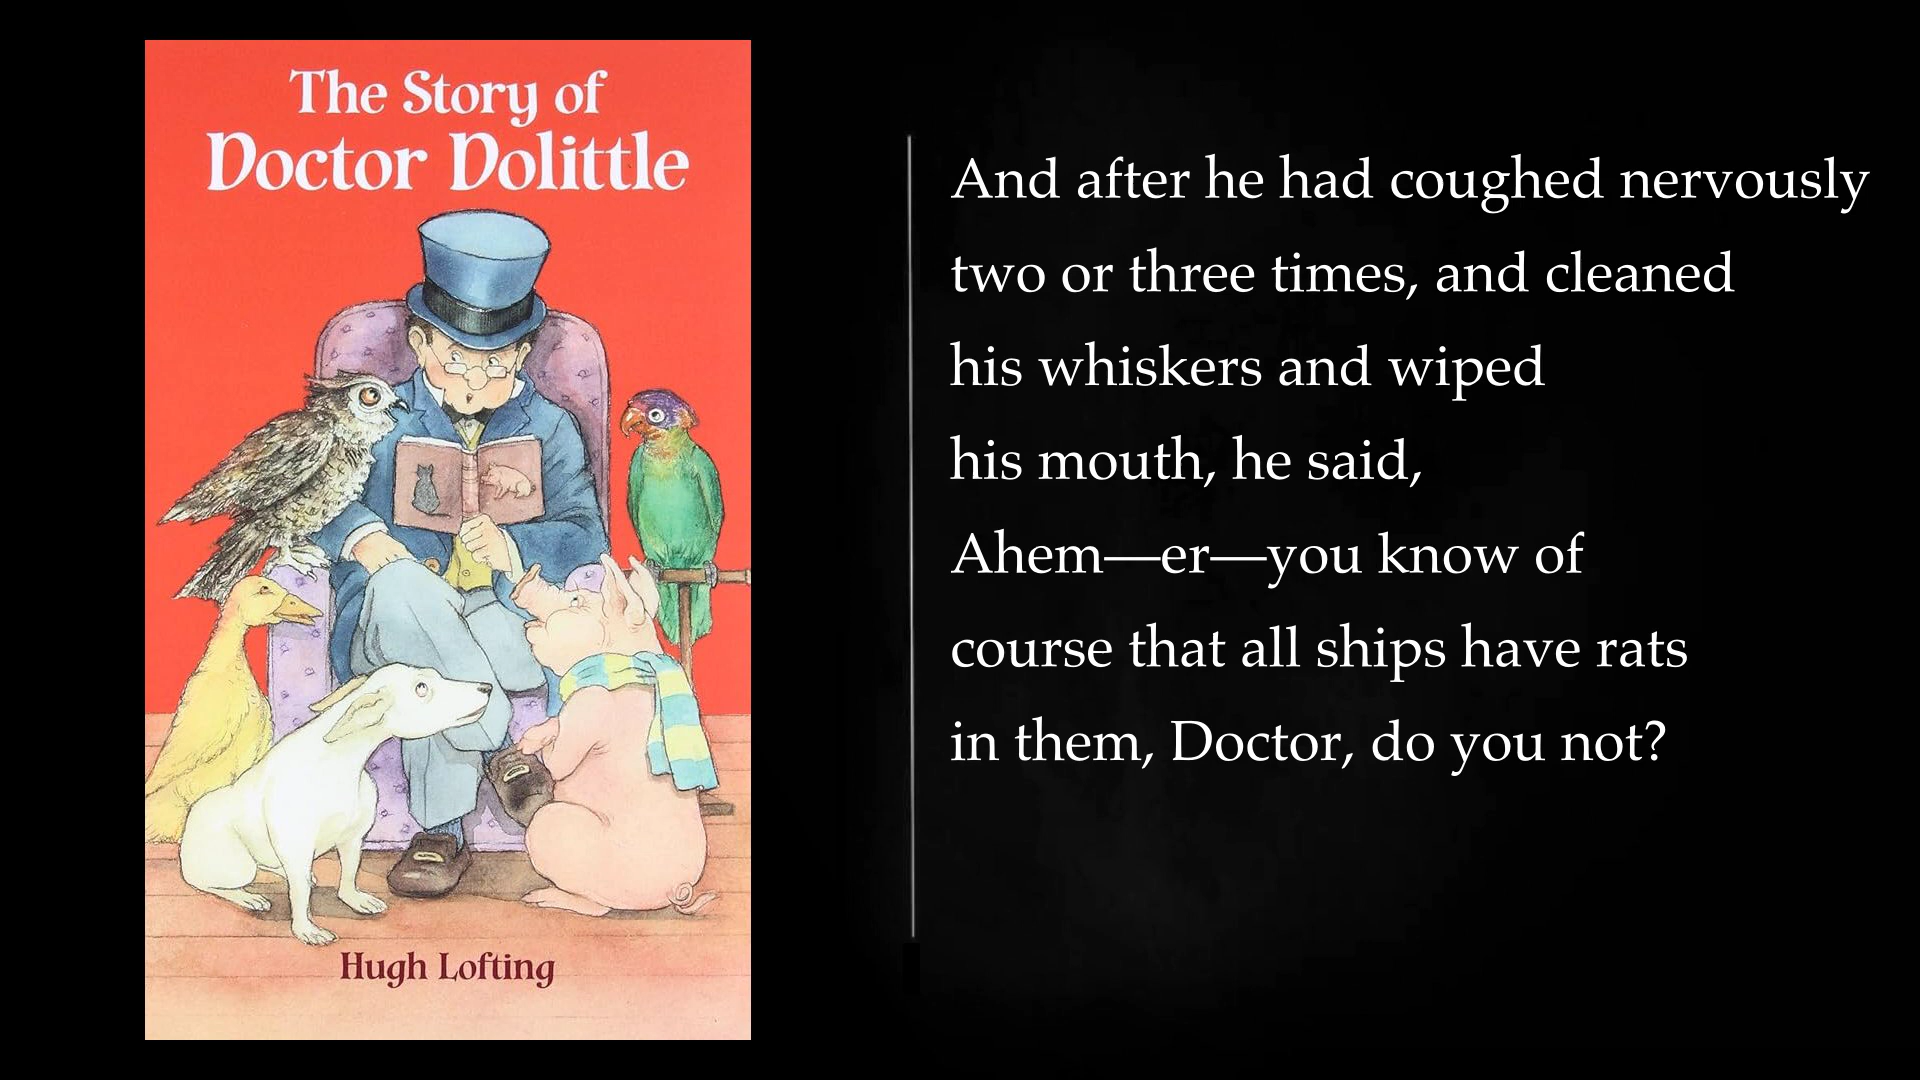 The Story of
Doctor Dolittle
Hugh Lofting
And after he had coughed nervously
two or three times, and cleaned
his whiskers and wiped
his mouth, he said,
Ahem—er—you know of
course that all ships have rats
in them, Doctor, do you not?